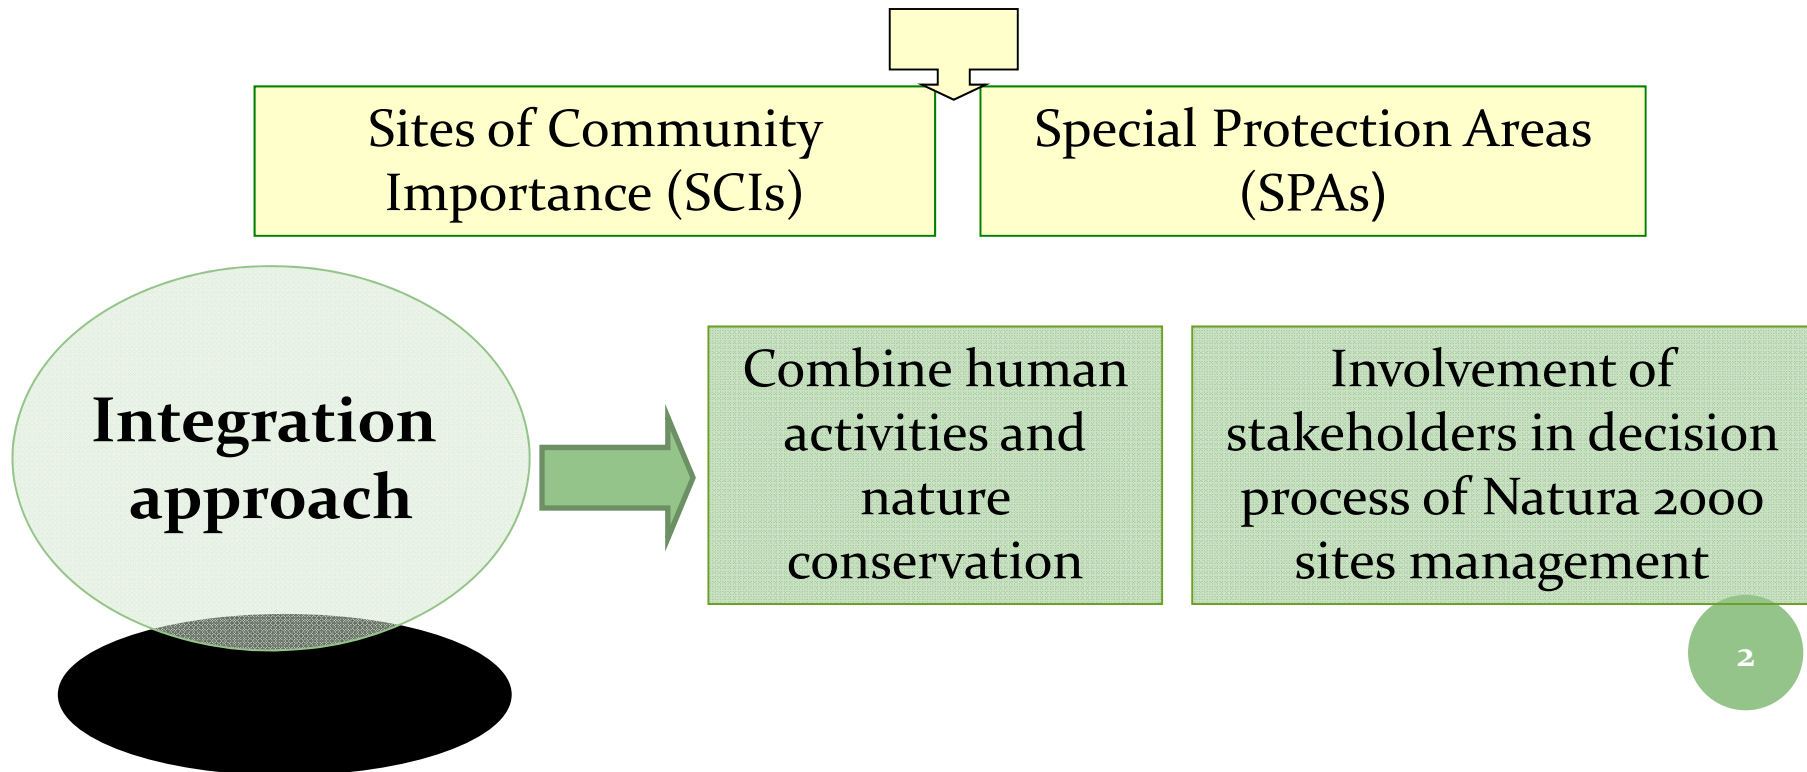 Sites of Community
Importance (SCIs)
Special Protection Areas
(SPAs)
Integration
approach
Combine human
activities and
nature
conservation
Involvement of
stakeholders in decision
process of Natura 2000
sites management
2